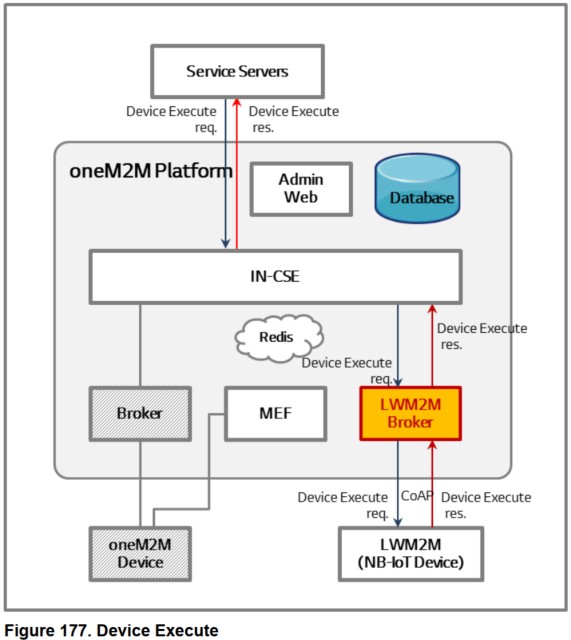 Service Servers
Device Execute
req.
Device Execute
res.
oneM2M Platform
Admin
Web
Database
IN-CSE
Redis
Device Execute
res.
Device Execute
req.
Broker
MEF
LWM2M
Broker
Device Execute
req.
CoAP
Device Execute
res.
oneM2M
Device
LWM2M
(NB-IoT Device)
Figure 177. Device Execute